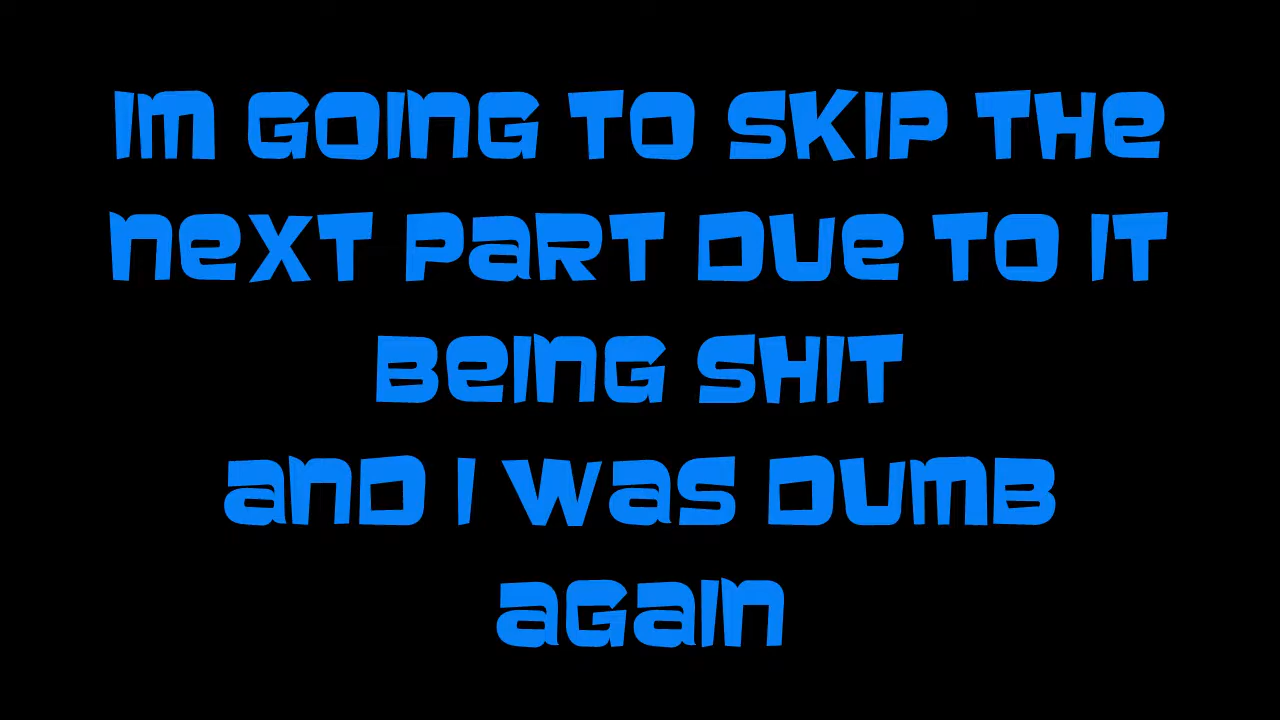 IM GOING TO SKIP THE
NEXT PART DUE TO IT
BEING SHIT
AND I WAS DUMB
AGAIN